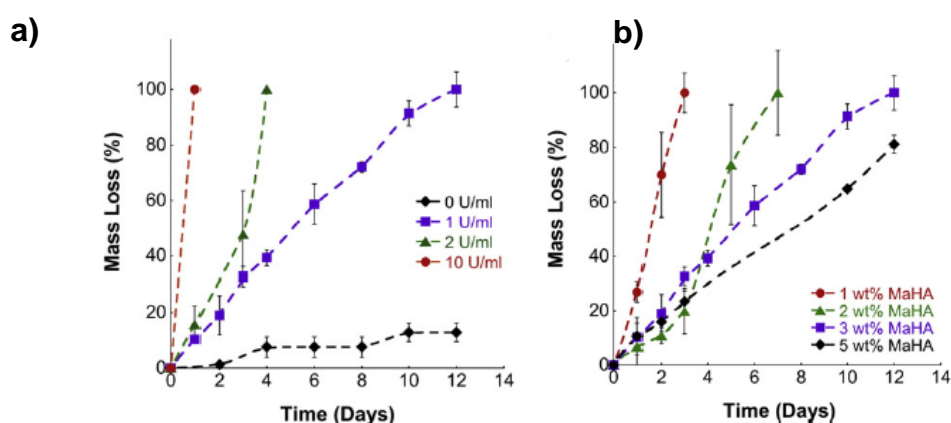 a)
Mass Loss (%)
100
80
60
40
20
0
0 2 4 6 8 10 12 14
Time (Days)
0 U/ml
1 U/ml
2 U/ml
10 U/ml
b)
Mass Loss (%)
100
80
60
40
20
0
0 2 4 6 8 10 12 14
Time (Days)
1 wt% MaHA
2 wt% MaHA
3 wt% MaHA
5 wt% MaHA